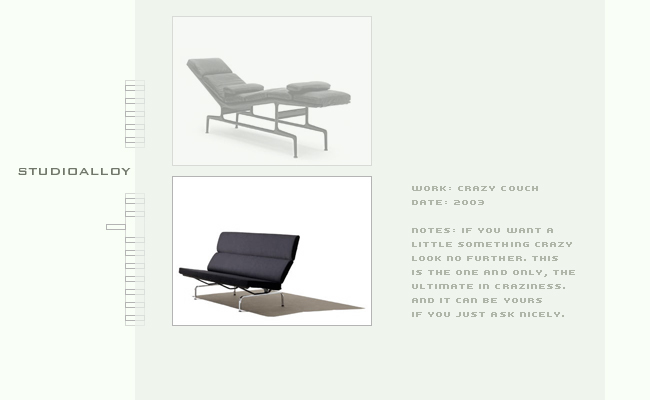 STUDIOALLOY
WORK: CRAZY COUCH
DATE: 2003
NOTES: IF YOU WANT A
LITTLE SOMETHING CRAZY
LOOK NO FURTHER. THIS
IS THE ONE AND ONLY, THE
ULTIMATE IN CRAZINESS.
AND IT CAN BE YOURS
IF YOU JUST ASK NICELY.